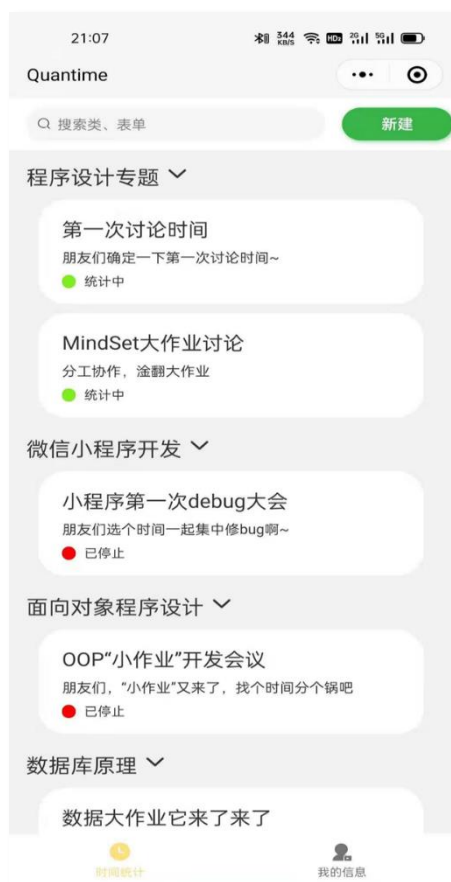 21:07
344 KB/S HD2 2G 5G
Quantime
搜索类、表单
新建
程序设计专题
第一次讨论时间
朋友们确定一下第一次讨论时间~
统计中
MindSet大作业讨论
分工协作，淦翻大作业
统计中
微信小程序开发
小程序第一次debug大会
朋友们选个时间一起集中修bug啊~
已停止
面向对象程序设计
OOP“小作业”开发会议
朋友们，“小作业”又来了，找个时间分个锅吧
已停止
数据库原理
数据大作业它来了来了
时间统计
我的信息